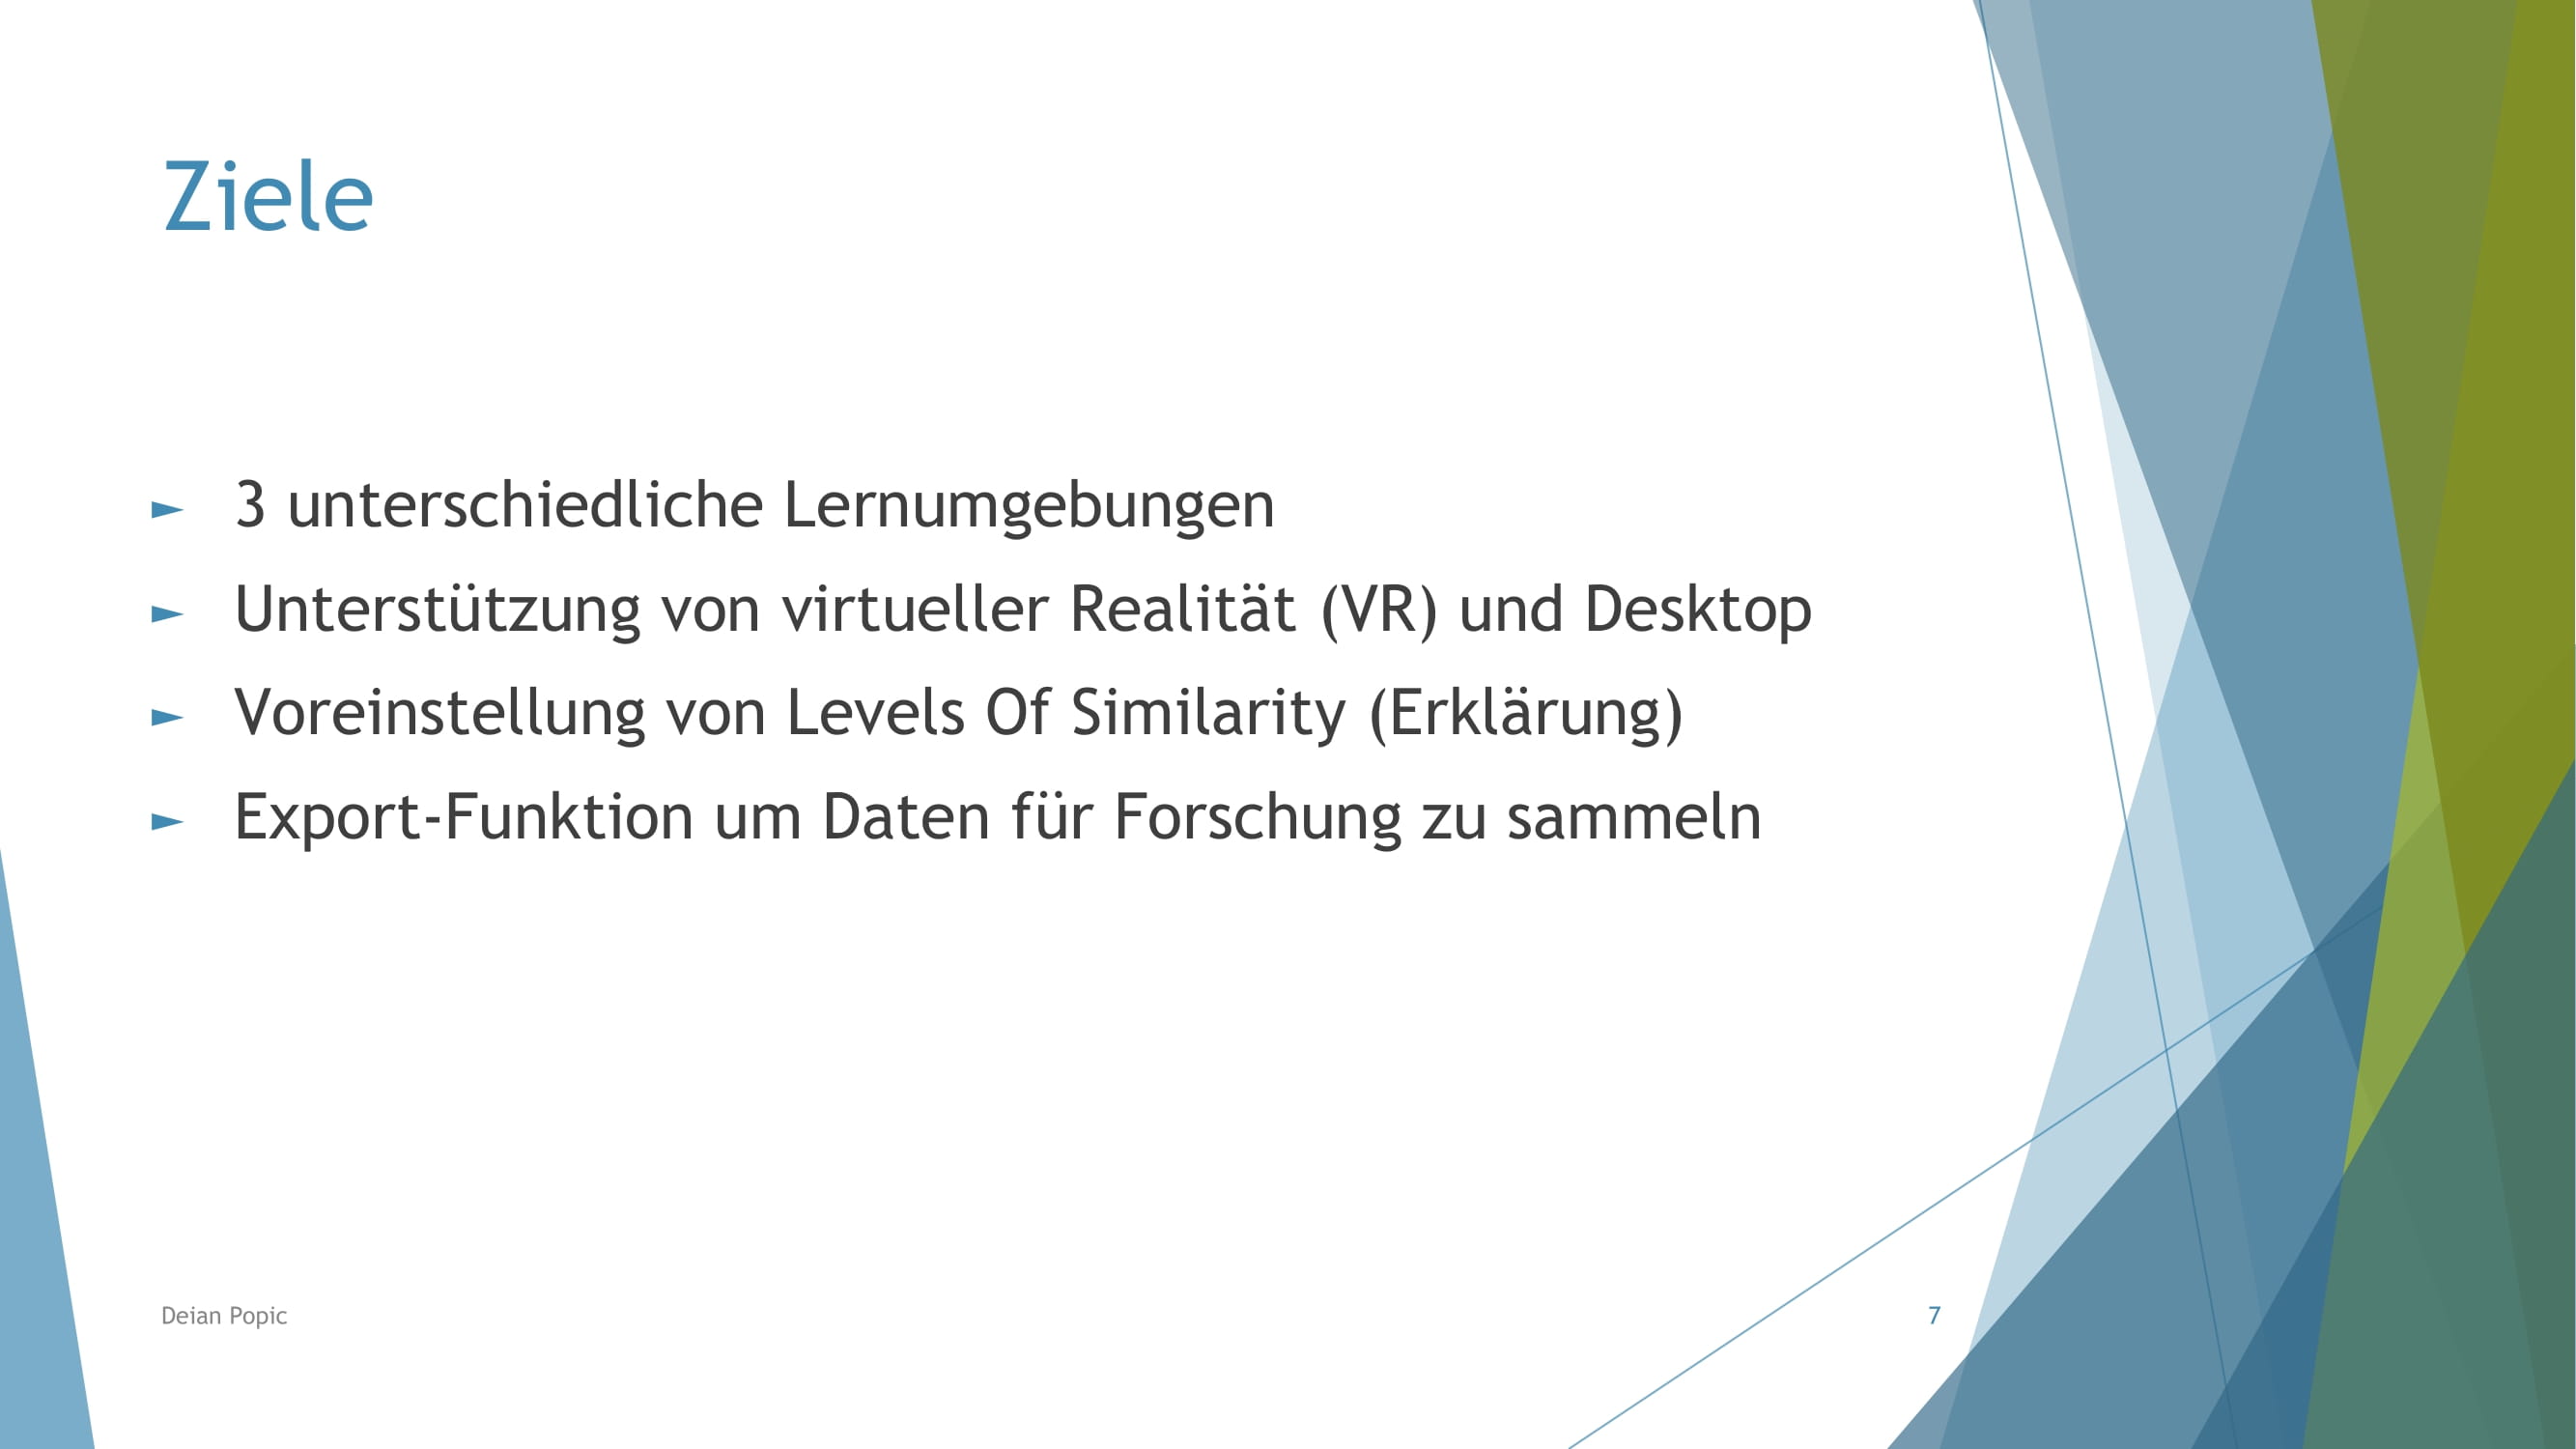 Ziele
► 3 unterschiedliche Lernumgebungen
► Unterstützung von virtueller Realität (VR) und Desktop
► Voreinstellung von Levels Of Similarity (Erklärung)
► Export-Funktion um Daten für Forschung zu sammeln
Deian Popic
7